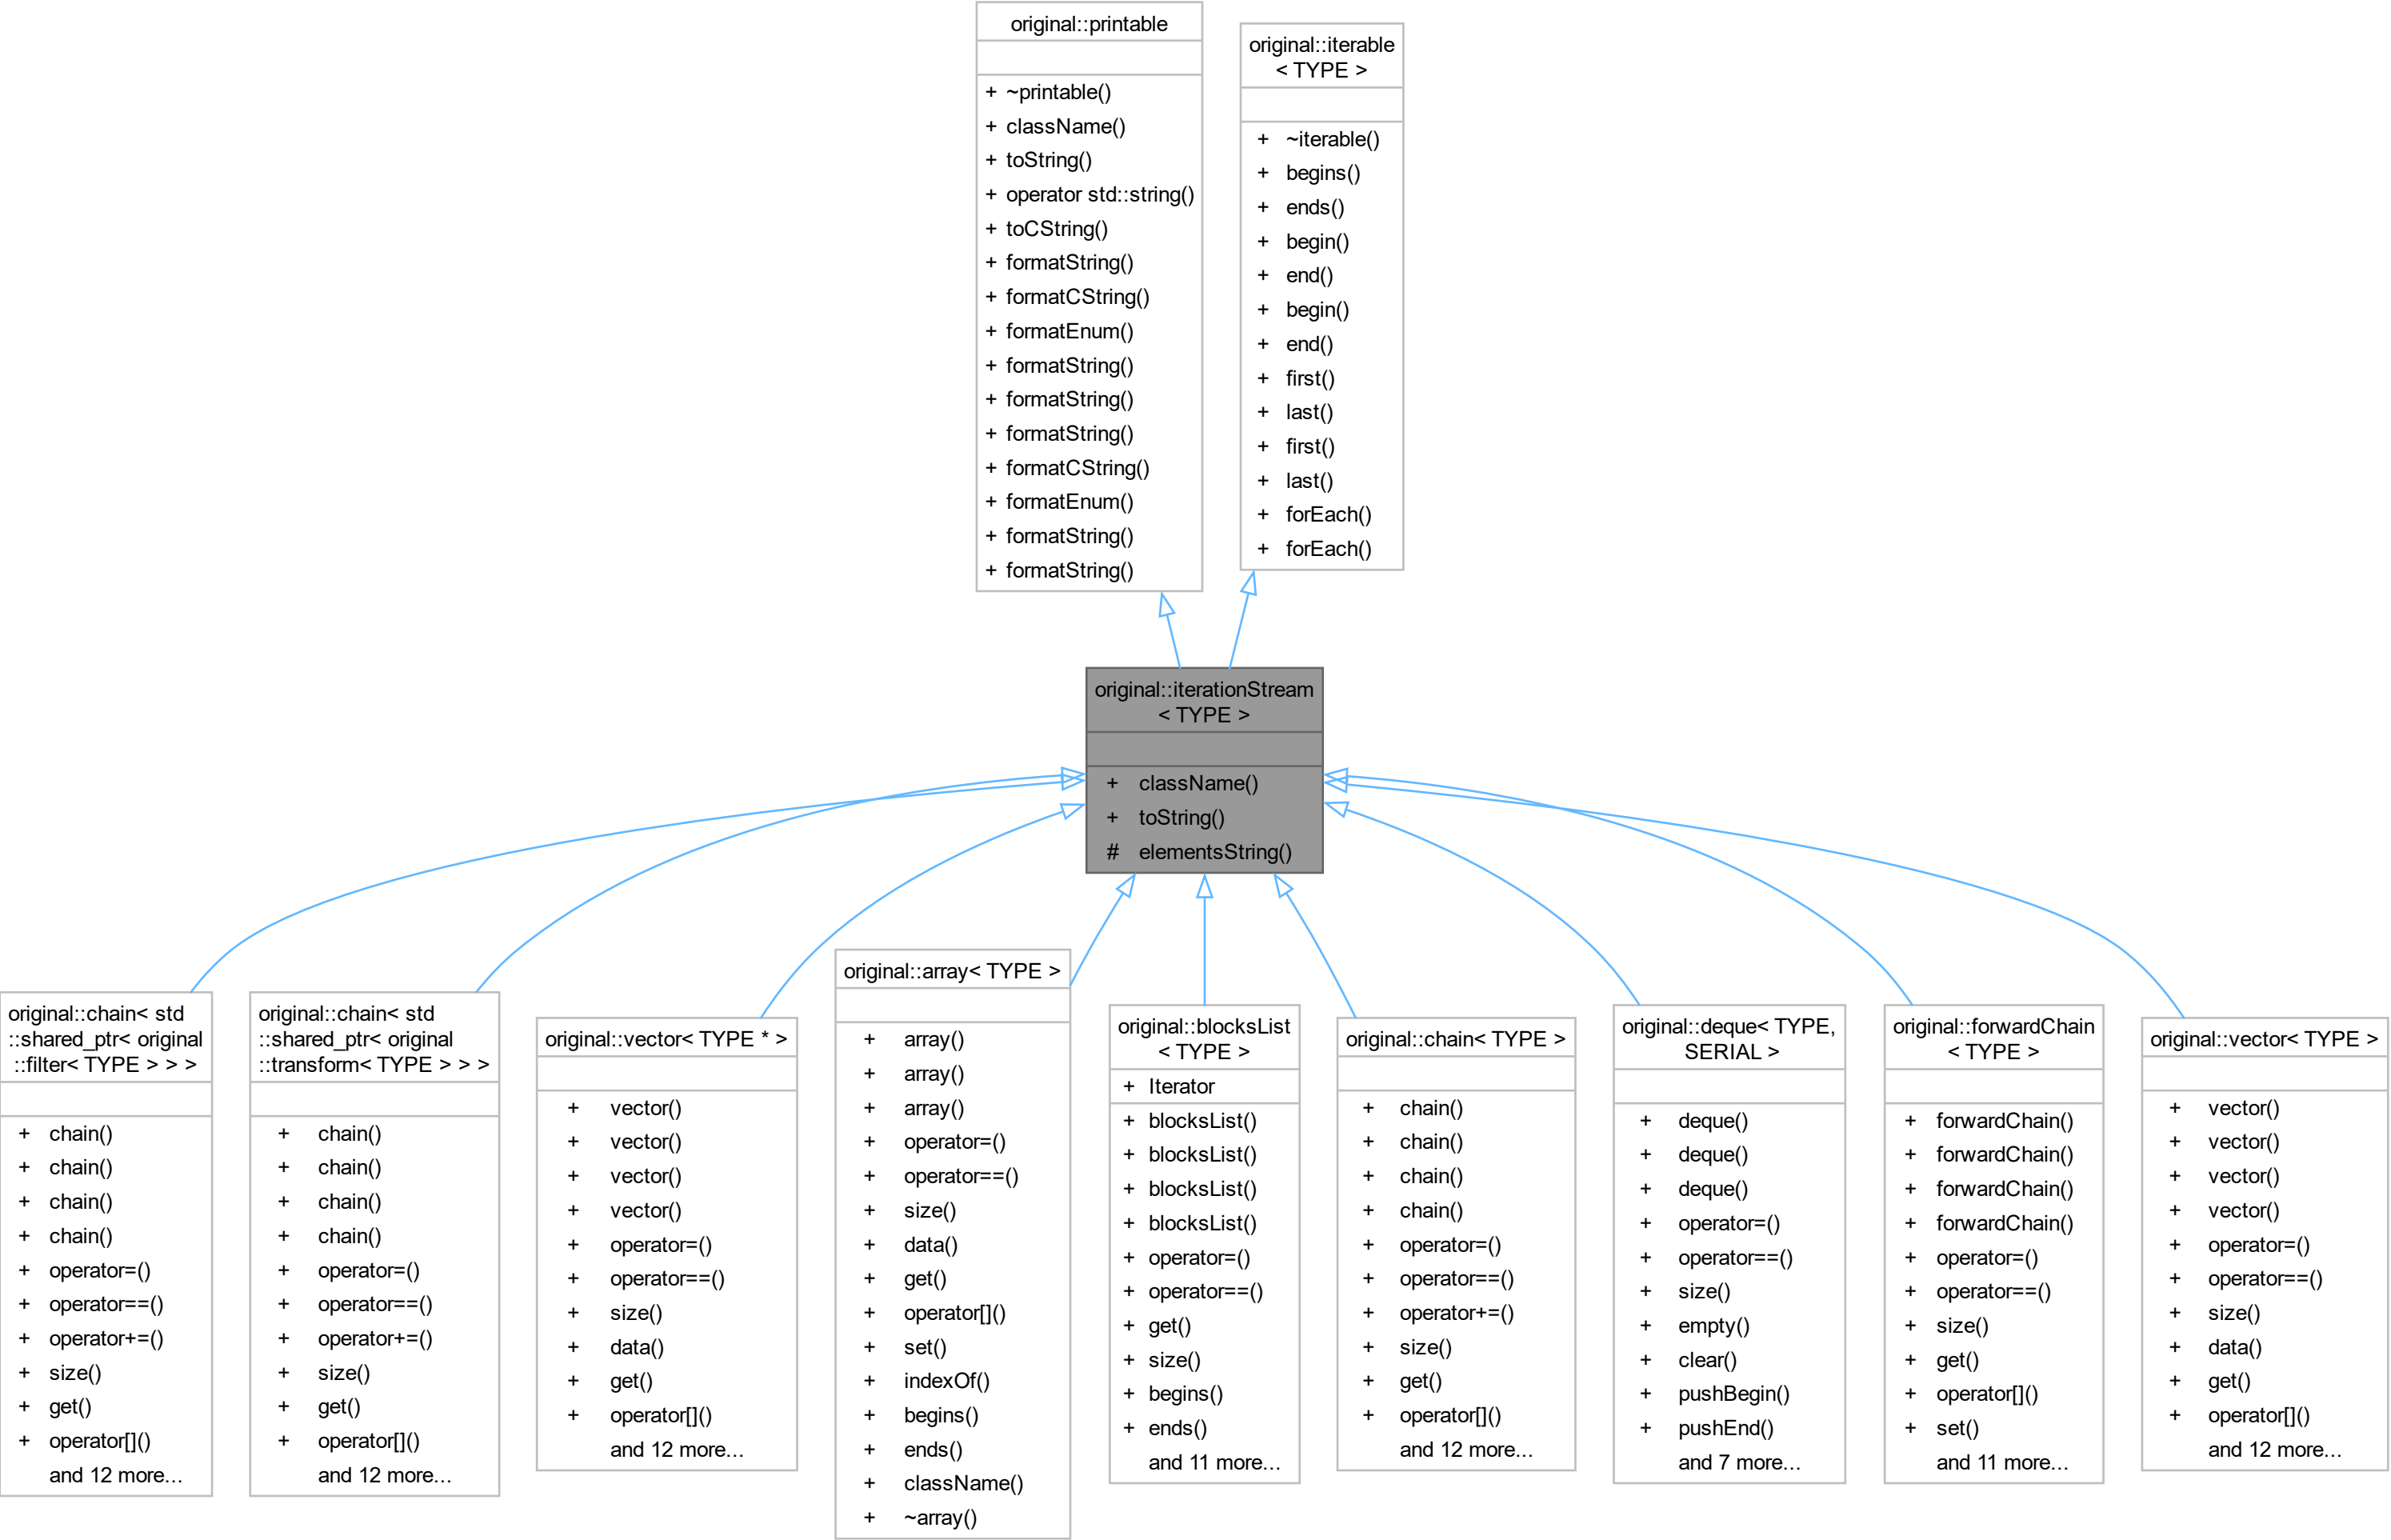 original::printable
+ ~printable()
+ className()
+ toString()
+ operator std::string()
+ toCString()
+ formatString()
+ formatCString()
+ formatEnum()
+ formatString()
+ formatString()
+ formatString()
+ formatCString()
+ formatEnum()
+ formatString()
+ formatString()
original::iterable
< TYPE >
+ ~iterable()
+ begins()
+ ends()
+ begin()
+ end()
+ begin()
+ end()
+ first()
+ last()
+ first()
+ last()
+ forEach()
+ forEach()
original::iterationStream
< TYPE >
+ className()
+ toString()
# elementsString()
original::chain< std
::shared_ptr< original
::filter< TYPE > > >
+ chain()
+ chain()
+ chain()
+ chain()
+ operator=()
+ operator==()
+ operator+=()
+ size()
+ get()
+ operator[]()
and 12 more...
original::chain< std
::shared_ptr< original
::transform< TYPE > > >
+ chain()
+ chain()
+ chain()
+ chain()
+ operator=()
+ operator==()
+ operator+=()
+ size()
+ get()
+ operator[]()
and 12 more...
original::vector< TYPE * >
+ vector()
+ vector()
+ vector()
+ vector()
+ operator=()
+ operator==()
+ size()
+ data()
+ get()
+ operator[]()
and 12 more...
original::array< TYPE >
+ array()
+ array()
+ array()
+ operator=()
+ operator==()
+ size()
+ data()
+ get()
+ operator[]()
+ set()
+ indexOf()
+ begins()
+ ends()
+ className()
+ ~array()
original::blocksList
< TYPE >
+ Iterator
+ blocksList()
+ blocksList()
+ blocksList()
+ blocksList()
+ operator=()
+ operator==()
+ get()
+ size()
+ begins()
+ ends()
and 11 more...
original::chain< TYPE >
+ chain()
+ chain()
+ chain()
+ chain()
+ operator=()
+ operator==()
+ operator+=()
+ size()
+ get()
+ operator[]()
and 12 more...
original::deque< TYPE,
SERIAL >
+ deque()
+ deque()
+ deque()
+ operator=()
+ operator==()
+ size()
+ empty()
+ clear()
+ pushBegin()
+ pushEnd()
and 7 more...
original::forwardChain
< TYPE >
+ forwardChain()
+ forwardChain()
+ forwardChain()
+ forwardChain()
+ operator=()
+ operator==()
+ size()
+ get()
+ operator[]()
+ set()
and 11 more...
original::vector< TYPE >
+ vector()
+ vector()
+ vector()
+ vector()
+ operator=()
+ operator==()
+ size()
+ data()
+ get()
+ operator[]()
and 12 more...